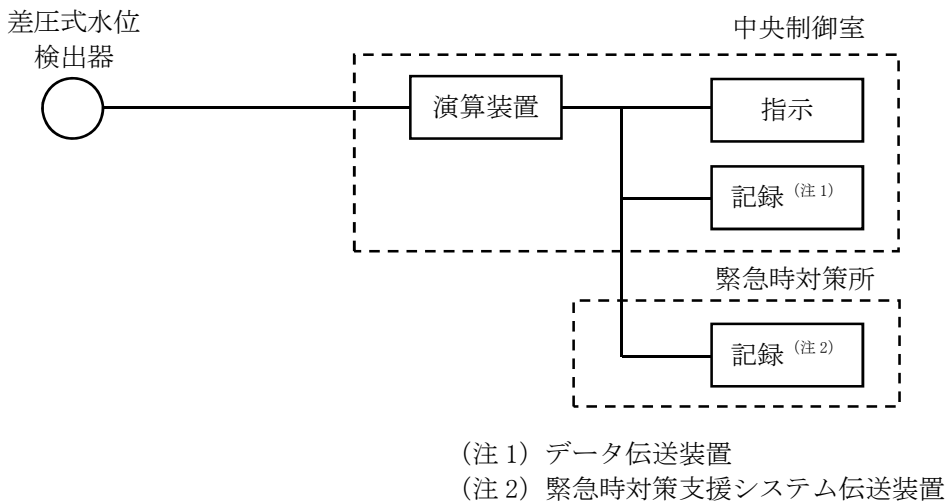 差圧式水位
検出器
中央制御室
演算装置
指示
記録（注1）
緊急時対策所
記録（注2）
（注1）データ伝送装置
（注2）緊急時対策支援システム伝送装置